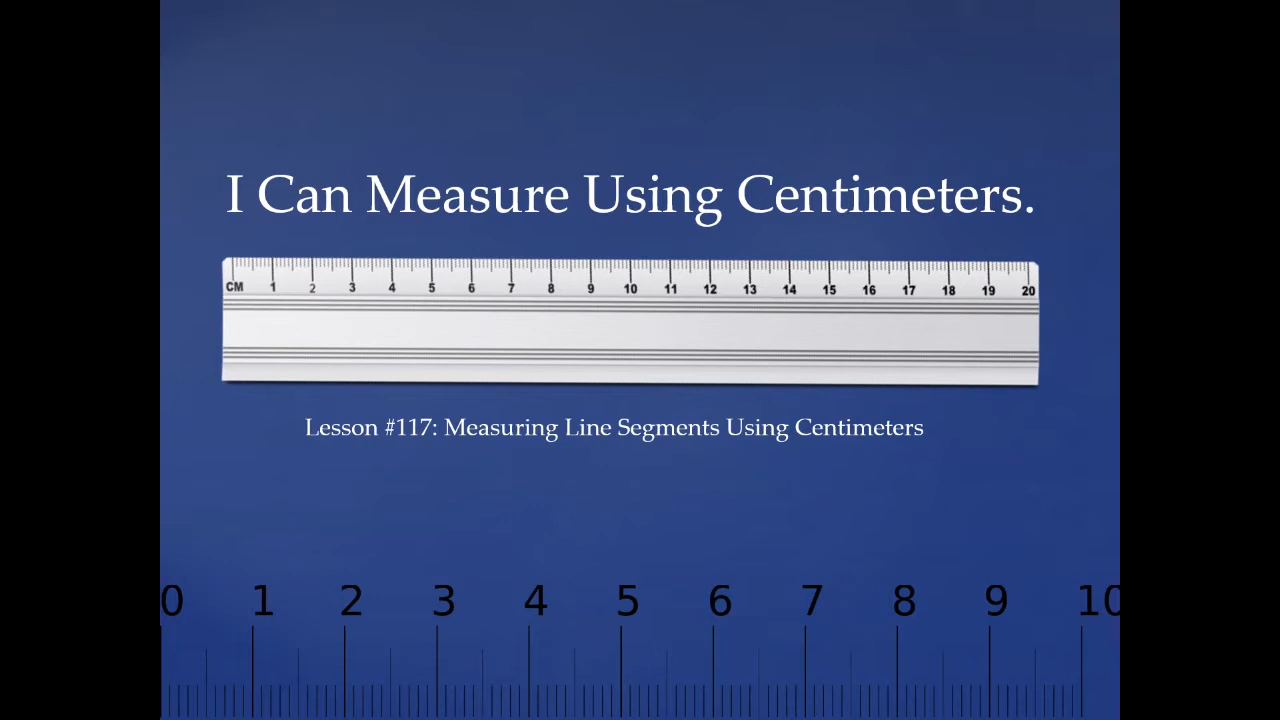 I Can Measure Using Centimeters.
CM 1 2 3 4 5 6 7 8 9 10 11 12 13 14 15 16 17 18 19 20
Lesson #117: Measuring Line Segments Using Centimeters
0 1 2 3 4 5 6 7 8 9 10